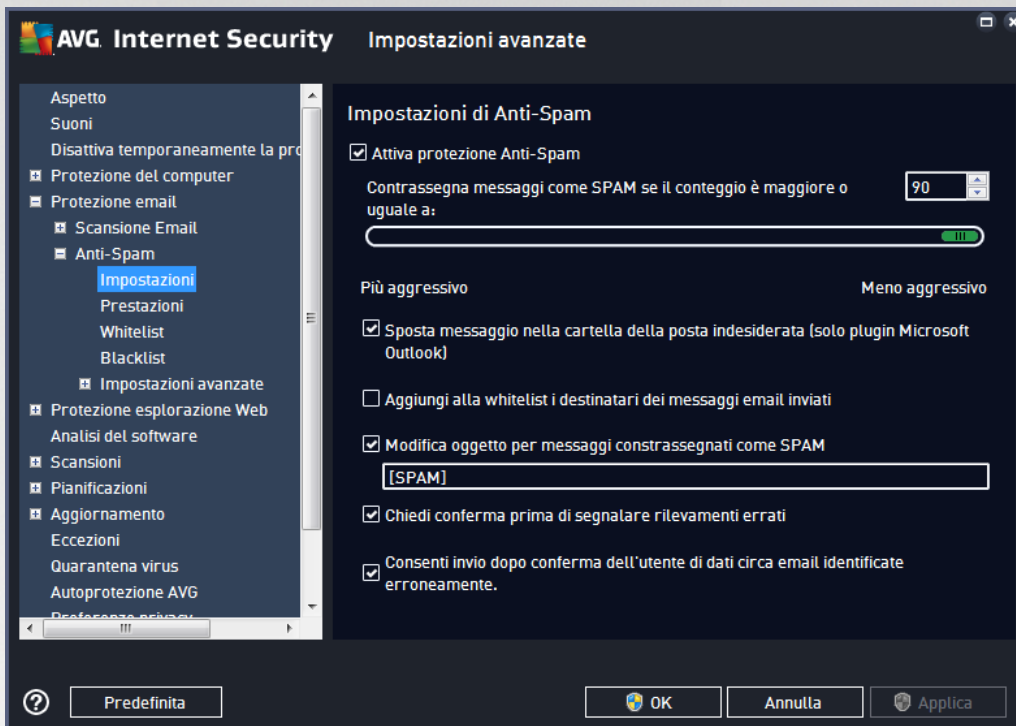 AVG Internet Security Impostazioni avanzate
Aspetto
Suoni
Disattiva temporaneamente la pro
Protezione del computer
Protezione email
Scansione Email
Anti-Spam
Impostazioni
Prestazioni
Whitelist
Blacklist
Impostazioni avanzate
Protezione esplorazione Web
Analisi del software
Scansioni
Pianificazioni
Aggiornamento
Eccezioni
Quarantena virus
Autoprotezione AVG
Preferenze privacy
Impostazioni di Anti-Spam
Attiva protezione Anti-Spam
Contrassegna messaggi come SPAM se il conteggio è maggiore o
uguale a:
90
Più aggressivo
Meno aggressivo
Sposta messaggio nella cartella della posta indesiderata (solo plugin Microsoft
Outlook)
Aggiungi alla whitelist i destinatari dei messaggi email inviati
Modifica oggetto per messaggi constrassegnati come SPAM
[SPAM]
Chiedi conferma prima di segnalare rilevamenti errati
Consenti invio dopo conferma dell'utente di dati circa email identificate
erroneamente.
?
Predefinita
OK
Annulla
Applica